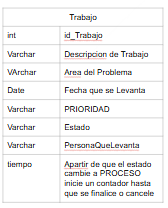 Trabajo
int id_Trabajo
Varchar Descripcion de Trabajo
VArchar Area del Problema
Date Fecha que se Levanta
Varchar PRIORIDAD
Varchar Estado
Varchar PersonaQueLevanta
tiempo Apartir de que el estado
cambie a PROCESO
inicie un contador hasta
que se finalice o cancele